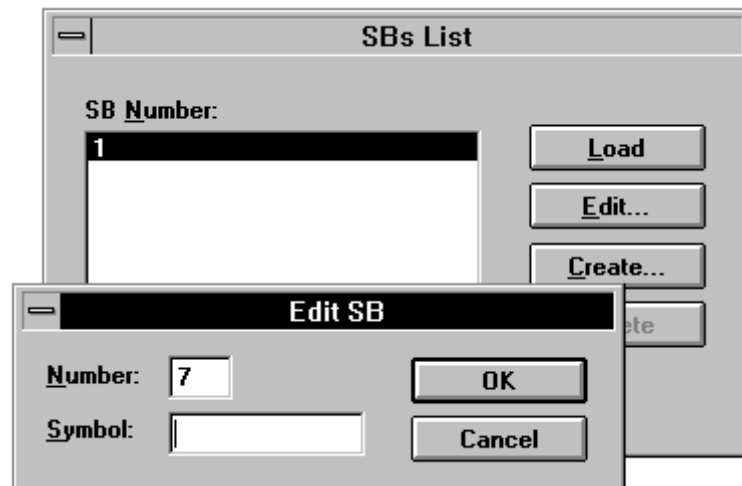 SBs List
SB Number:
1
Load
Edit...
Create...
Edit SB
Number: 7
OK
Symbol:
Cancel